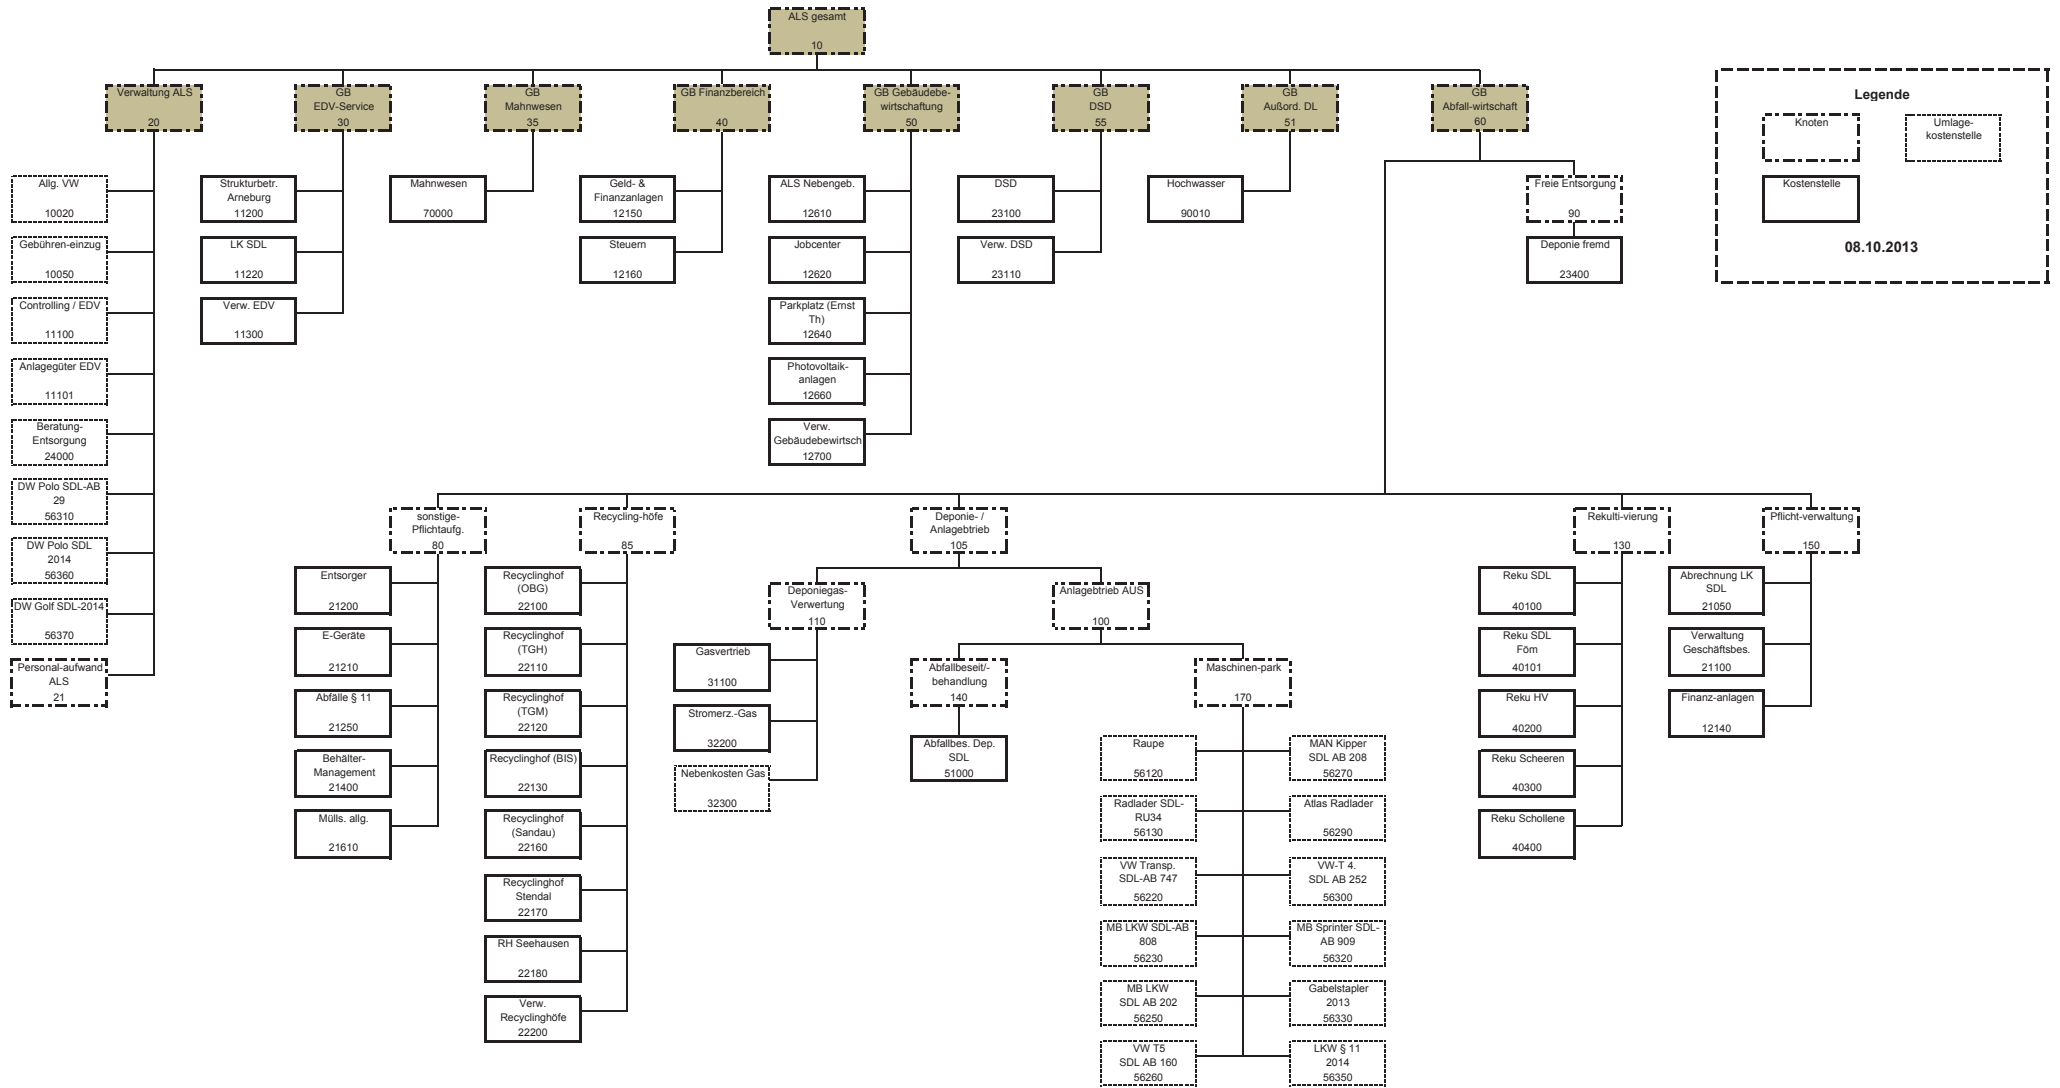 ALS gesamt
10
Verwaltung ALS
20
GB
EDV-Service
30
GB
Mahnwesen
35
GB Finanzbereich
40
GB Gebäudebe-
wirtschaftung
50
GB
DSD
55
GB
Außord. DL
51
GB
Abfall-wirtschaft
60
Legende
Knoten
Umlage-
kostenstelle
Kostenstelle
08.10.2013
Allg. VW
10020
Gebühren-einzug
10050
Controlling / EDV
11100
Anlagegüter EDV
11101
Beratung-
Entsorgung
24000
DW Polo SDL-AB
29
56310
DW Polo SDL
2014
56360
DW Golf SDL-2014
56370
Personal-aufwand
ALS
21
Strukturbetr.
Arneburg
11200
LK SDL
11220
Verw. EDV
11300
Mahnwesen
70000
Geld- &
Finanzanlagen
12150
Steuern
12160
ALS Nebengeb.
12610
Jobcenter
12620
Parkplatz (Ernst
Th)
12640
Photovoltaik-
anlagen
12660
Verw.
Gebäudebewirtsch
12700
DSD
23100
Verw. DSD
23110
Hochwasser
90010
Freie Entsorgung
90
Deponie fremd
23400
sonstige-
Pflichtaufg.
80
Entsorger
21200
E-Geräte
21210
Abfälle § 11
21250
Behälter-
Management
21400
Mülls. allg.
21610
Recycling-höfe
85
Recyclinghof
(OBG)
22100
Recyclinghof
(TGH)
22110
Recyclinghof
(TGM)
22120
Recyclinghof (BIS)
22130
Recyclinghof
(Sandau)
22160
Recyclinghof
Stendal
22170
RH Seehausen
22180
Verw.
Recyclinghöfe
22200
Deponie- /
Anlagebtrieb
105
Deponiegas-
Verwertung
110
Gasvertrieb
31100
Stromerz.-Gas
32200
Nebenkosten Gas
32300
Anlagebtrieb AUS
100
Abfallbeseit/-
behandlung
140
Abfallbes. Dep.
SDL
51000
Maschinen-park
170
Raupe
56120
MAN Kipper
SDL AB 208
56270
Radlader SDL-
RU34
56130
Atlas Radlader
56290
VW Transp.
SDL-AB 747
56220
VW-T 4.
SDL AB 252
56300
MB LKW SDL-AB
808
56230
MB Sprinter SDL-
AB 909
56320
MB LKW
SDL AB 202
56250
Gabelstapler
2013
56330
VW T5
SDL AB 160
56260
LKW § 11
2014
56350
Rekulti-vierung
130
Reku SDL
40100
Reku SDL
Föm
40101
Reku HV
40200
Reku Scheeren
40300
Reku Schollene
40400
Pflicht-verwaltung
150
Abrechnung LK
SDL
21050
Verwaltung
Geschäftsbes.
21100
Finanz-anlagen
12140